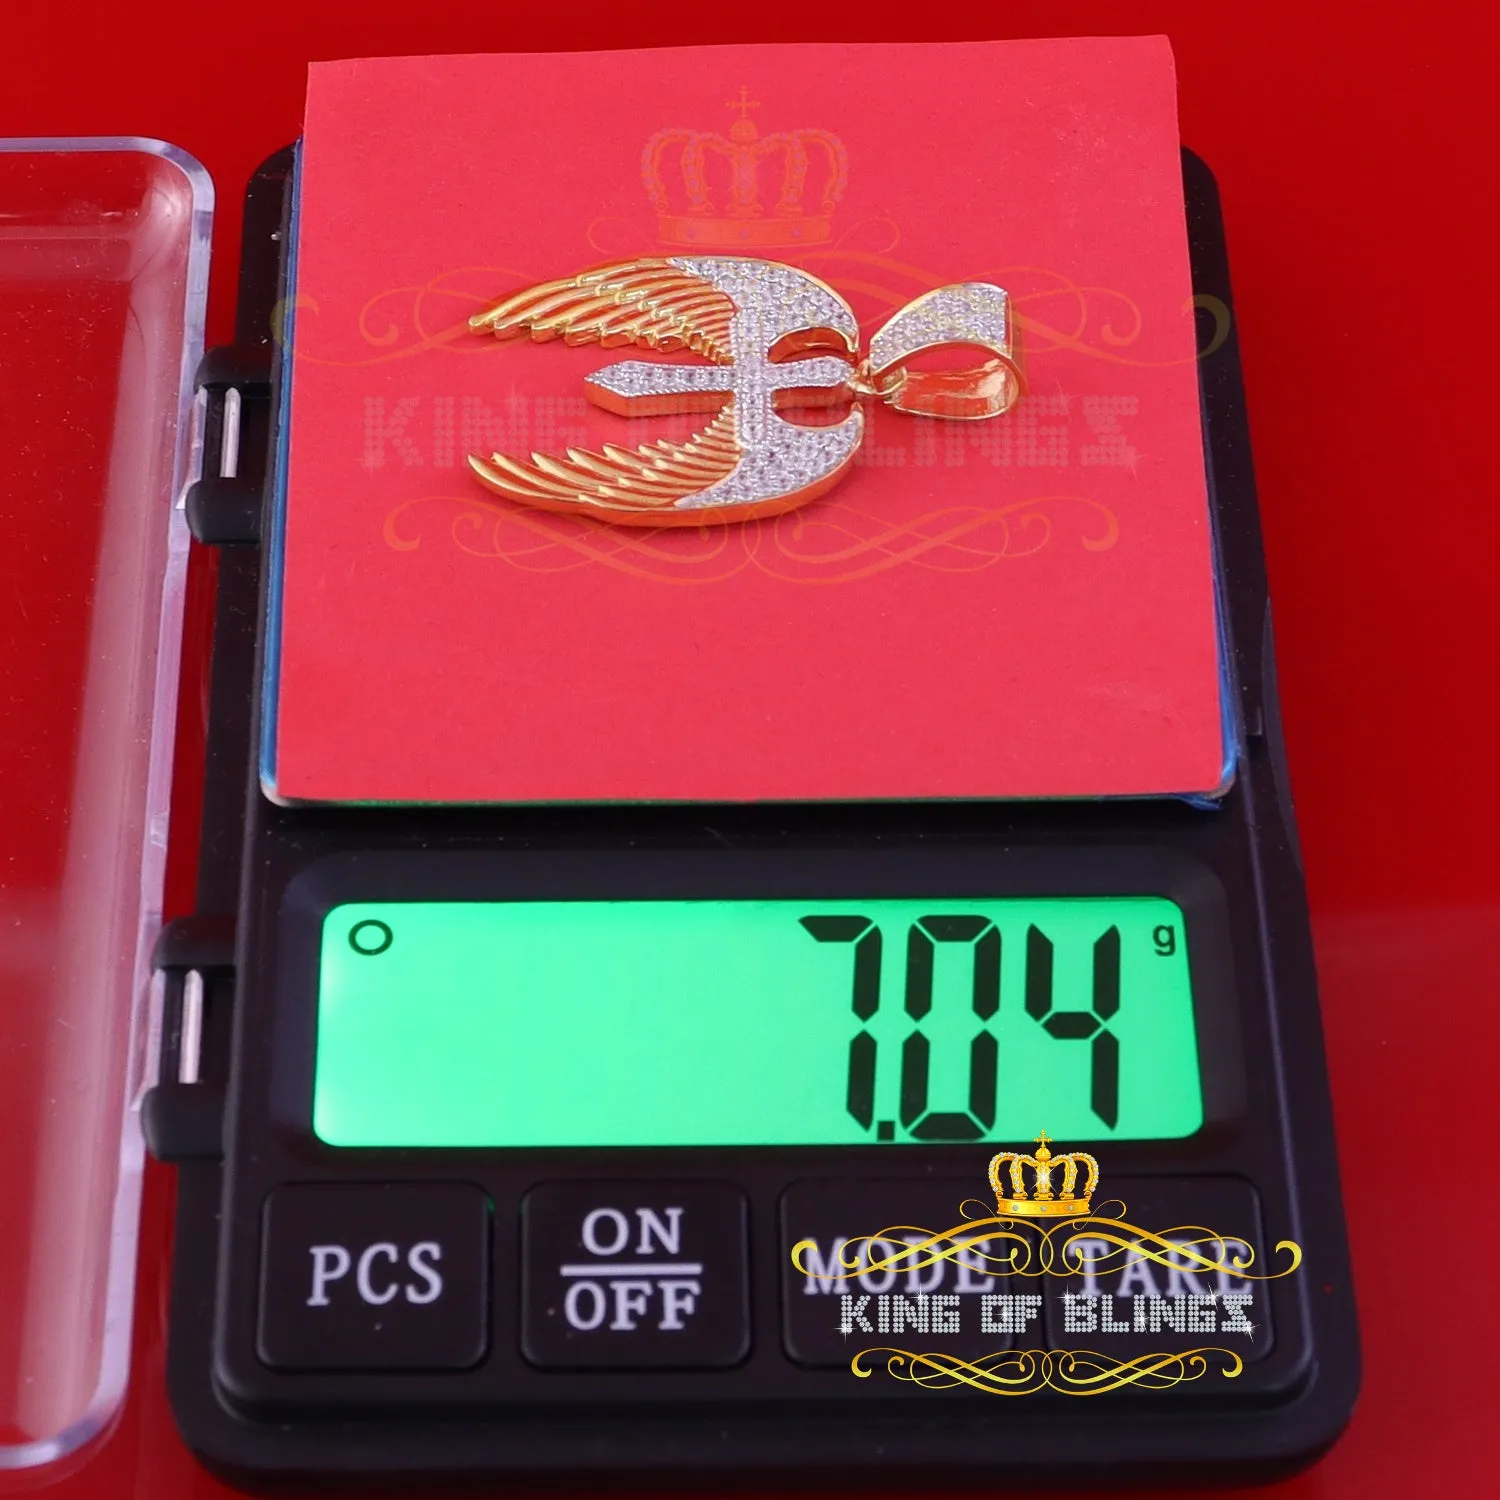 KING OF BLINGS
7.04 g
PCS
ON
OFF
MODE
TARE
KING OF BLINGS